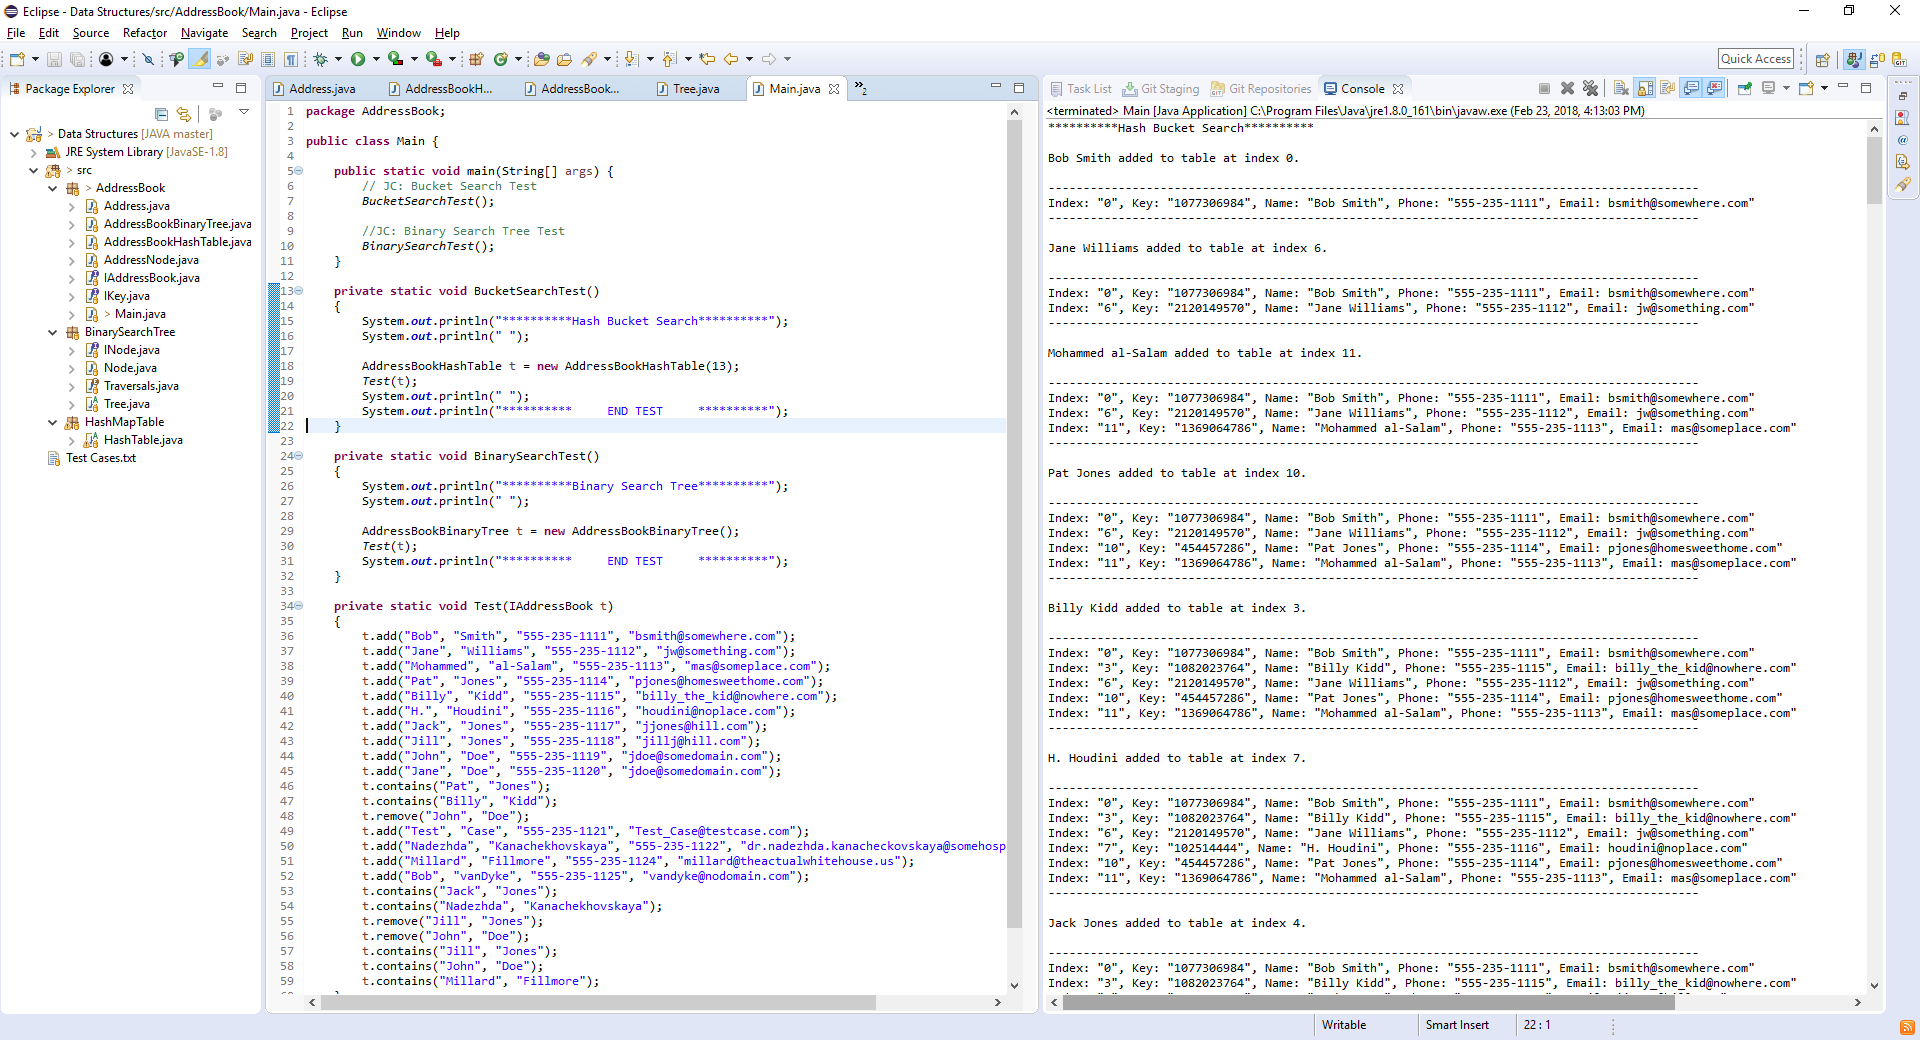 Eclipse - Data Structures/src/AddressBook/Main.java - Eclipse
File Edit Source Refactor Navigate Search Project Run Window Help
Quick Access
Package Explorer
> Data Structures [JAVA master]
JRE System Library [JavaSE-1.8]
> src
> AddressBook
Address.java
AddressBookBinaryTree.java
AddressBookHashTable.java
AddressNode.java
IAddressBook.java
IKey.java
> Main.java
BinarySearchTree
INode.java
Node.java
Traversals.java
Tree.java
HashMapTable
HashTable.java
Test Cases.txt
Address.java AddressBookH... AddressBook... Tree.java Main.java »2
1 package AddressBook;
2
3 public class Main {
4
5 public static void main(String[] args) {
6 // JC: Bucket Search Test
7 BucketSearchTest();
8
9 //JC: Binary Search Tree Test
10 BinarySearchTest();
11 }
12
13 private static void BucketSearchTest()
14 {
15 System.out.println("**********Hash Bucket Search**********");
16 System.out.println(" ");
17
18 AddressBookHashTable t = new AddressBookHashTable(13);
19 Test(t);
20 System.out.println(" ");
21 System.out.println("********** END TEST **********");
22 }
23
24 private static void BinarySearchTest()
25 {
26 System.out.println("**********Binary Search Tree**********");
27 System.out.println(" ");
28
29 AddressBookBinaryTree t = new AddressBookBinaryTree();
30 Test(t);
31 System.out.println("********** END TEST **********");
32 }
33
34 private static void Test(IAddressBook t)
35 {
36 t.add("Bob", "Smith", "555-235-1111", "bsmith@somewhere.com");
37 t.add("Jane", "Williams", "555-235-1112", "jw@something.com");
38 t.add("Mohammed", "al-Salam", "555-235-1113", "mas@someplace.com");
39 t.add("Pat", "Jones", "555-235-1114", "pjones@homesweethome.com");
40 t.add("Billy", "Kidd", "555-235-1115", "billy_the_kid@nowhere.com");
41 t.add("H.", "Houdini", "555-235-1116", "houdini@noplace.com");
42 t.add("Jack", "Jones", "555-235-1117", "jjones@hill.com");
43 t.add("Jill", "Jones", "555-235-1118", "jillj@hill.com");
44 t.add("John", "Doe", "555-235-1119", "jdoe@somedomain.com");
45 t.add("Jane", "Doe", "555-235-1120", "jdoe@somedomain.com");
46 t.contains("Pat", "Jones");
47 t.contains("Billy", "Kidd");
48 t.remove("John", "Doe");
49 t.add("Test", "Case", "555-235-1121", "Test_Case@testcase.com");
50 t.add("Nadezhda", "Kanachekhovskaya", "555-235-1122", "dr.nadezhda.kanacheckovskaya@somehosp
51 t.add("Millard", "Fillmore", "555-235-1124", "millard@theactualwhitehouse.us");
52 t.add("Bob", "vanDyke", "555-235-1125", "vandyke@nodomain.com");
53 t.contains("Jack", "Jones");
54 t.contains("Nadezhda", "Kanachekhovskaya");
55 t.remove("Jill", "Jones");
56 t.remove("John", "Doe");
57 t.contains("Jill", "Jones");
58 t.contains("John", "Doe");
59 t.contains("Millard", "Fillmore");
Task List Git Staging Git Repositories Console
<terminated> Main [Java Application] C:\Program Files\Java\jre1.8.0_161\bin\javaw.exe (Feb 23, 2018, 4:13:03 PM)
**********Hash Bucket Search**********
Bob Smith added to table at index 0.
---------------------------------------------------------------------------------------------
Index: "0", Key: "1077306984", Name: "Bob Smith", Phone: "555-235-1111", Email: bsmith@somewhere.com"
---------------------------------------------------------------------------------------------
Jane Williams added to table at index 6.
---------------------------------------------------------------------------------------------
Index: "0", Key: "1077306984", Name: "Bob Smith", Phone: "555-235-1111", Email: bsmith@somewhere.com"
Index: "6", Key: "2120149570", Name: "Jane Williams", Phone: "555-235-1112", Email: jw@something.com"
---------------------------------------------------------------------------------------------
Mohammed al-Salam added to table at index 11.
---------------------------------------------------------------------------------------------
Index: "0", Key: "1077306984", Name: "Bob Smith", Phone: "555-235-1111", Email: bsmith@somewhere.com"
Index: "6", Key: "2120149570", Name: "Jane Williams", Phone: "555-235-1112", Email: jw@something.com"
Index: "11", Key: "1369064786", Name: "Mohammed al-Salam", Phone: "555-235-1113", Email: mas@someplace.com"
---------------------------------------------------------------------------------------------
Pat Jones added to table at index 10.
---------------------------------------------------------------------------------------------
Index: "0", Key: "1077306984", Name: "Bob Smith", Phone: "555-235-1111", Email: bsmith@somewhere.com"
Index: "6", Key: "2120149570", Name: "Jane Williams", Phone: "555-235-1112", Email: jw@something.com"
Index: "10", Key: "454457286", Name: "Pat Jones", Phone: "555-235-1114", Email: pjones@homesweethome.com"
Index: "11", Key: "1369064786", Name: "Mohammed al-Salam", Phone: "555-235-1113", Email: mas@someplace.com"
---------------------------------------------------------------------------------------------
Billy Kidd added to table at index 3.
---------------------------------------------------------------------------------------------
Index: "0", Key: "1077306984", Name: "Bob Smith", Phone: "555-235-1111", Email: bsmith@somewhere.com"
Index: "3", Key: "1082023764", Name: "Billy Kidd", Phone: "555-235-1115", Email: billy_the_kid@nowhere.com"
Index: "6", Key: "2120149570", Name: "Jane Williams", Phone: "555-235-1112", Email: jw@something.com"
Index: "10", Key: "454457286", Name: "Pat Jones", Phone: "555-235-1114", Email: pjones@homesweethome.com"
Index: "11", Key: "1369064786", Name: "Mohammed al-Salam", Phone: "555-235-1113", Email: mas@someplace.com"
---------------------------------------------------------------------------------------------
H. Houdini added to table at index 7.
---------------------------------------------------------------------------------------------
Index: "0", Key: "1077306984", Name: "Bob Smith", Phone: "555-235-1111", Email: bsmith@somewhere.com"
Index: "3", Key: "1082023764", Name: "Billy Kidd", Phone: "555-235-1115", Email: billy_the_kid@nowhere.com"
Index: "6", Key: "2120149570", Name: "Jane Williams", Phone: "555-235-1112", Email: jw@something.com"
Index: "7", Key: "102514444", Name: "H. Houdini", Phone: "555-235-1116", Email: houdini@noplace.com"
Index: "10", Key: "454457286", Name: "Pat Jones", Phone: "555-235-1114", Email: pjones@homesweethome.com"
Index: "11", Key: "1369064786", Name: "Mohammed al-Salam", Phone: "555-235-1113", Email: mas@someplace.com"
---------------------------------------------------------------------------------------------
Jack Jones added to table at index 4.
---------------------------------------------------------------------------------------------
Index: "0", Key: "1077306984", Name: "Bob Smith", Phone: "555-235-1111", Email: bsmith@somewhere.com"
Index: "3", Key: "1082023764", Name: "Billy Kidd", Phone: "555-235-1115", Email: billy_the_kid@nowhere.com"
Writable Smart Insert 22 : 1